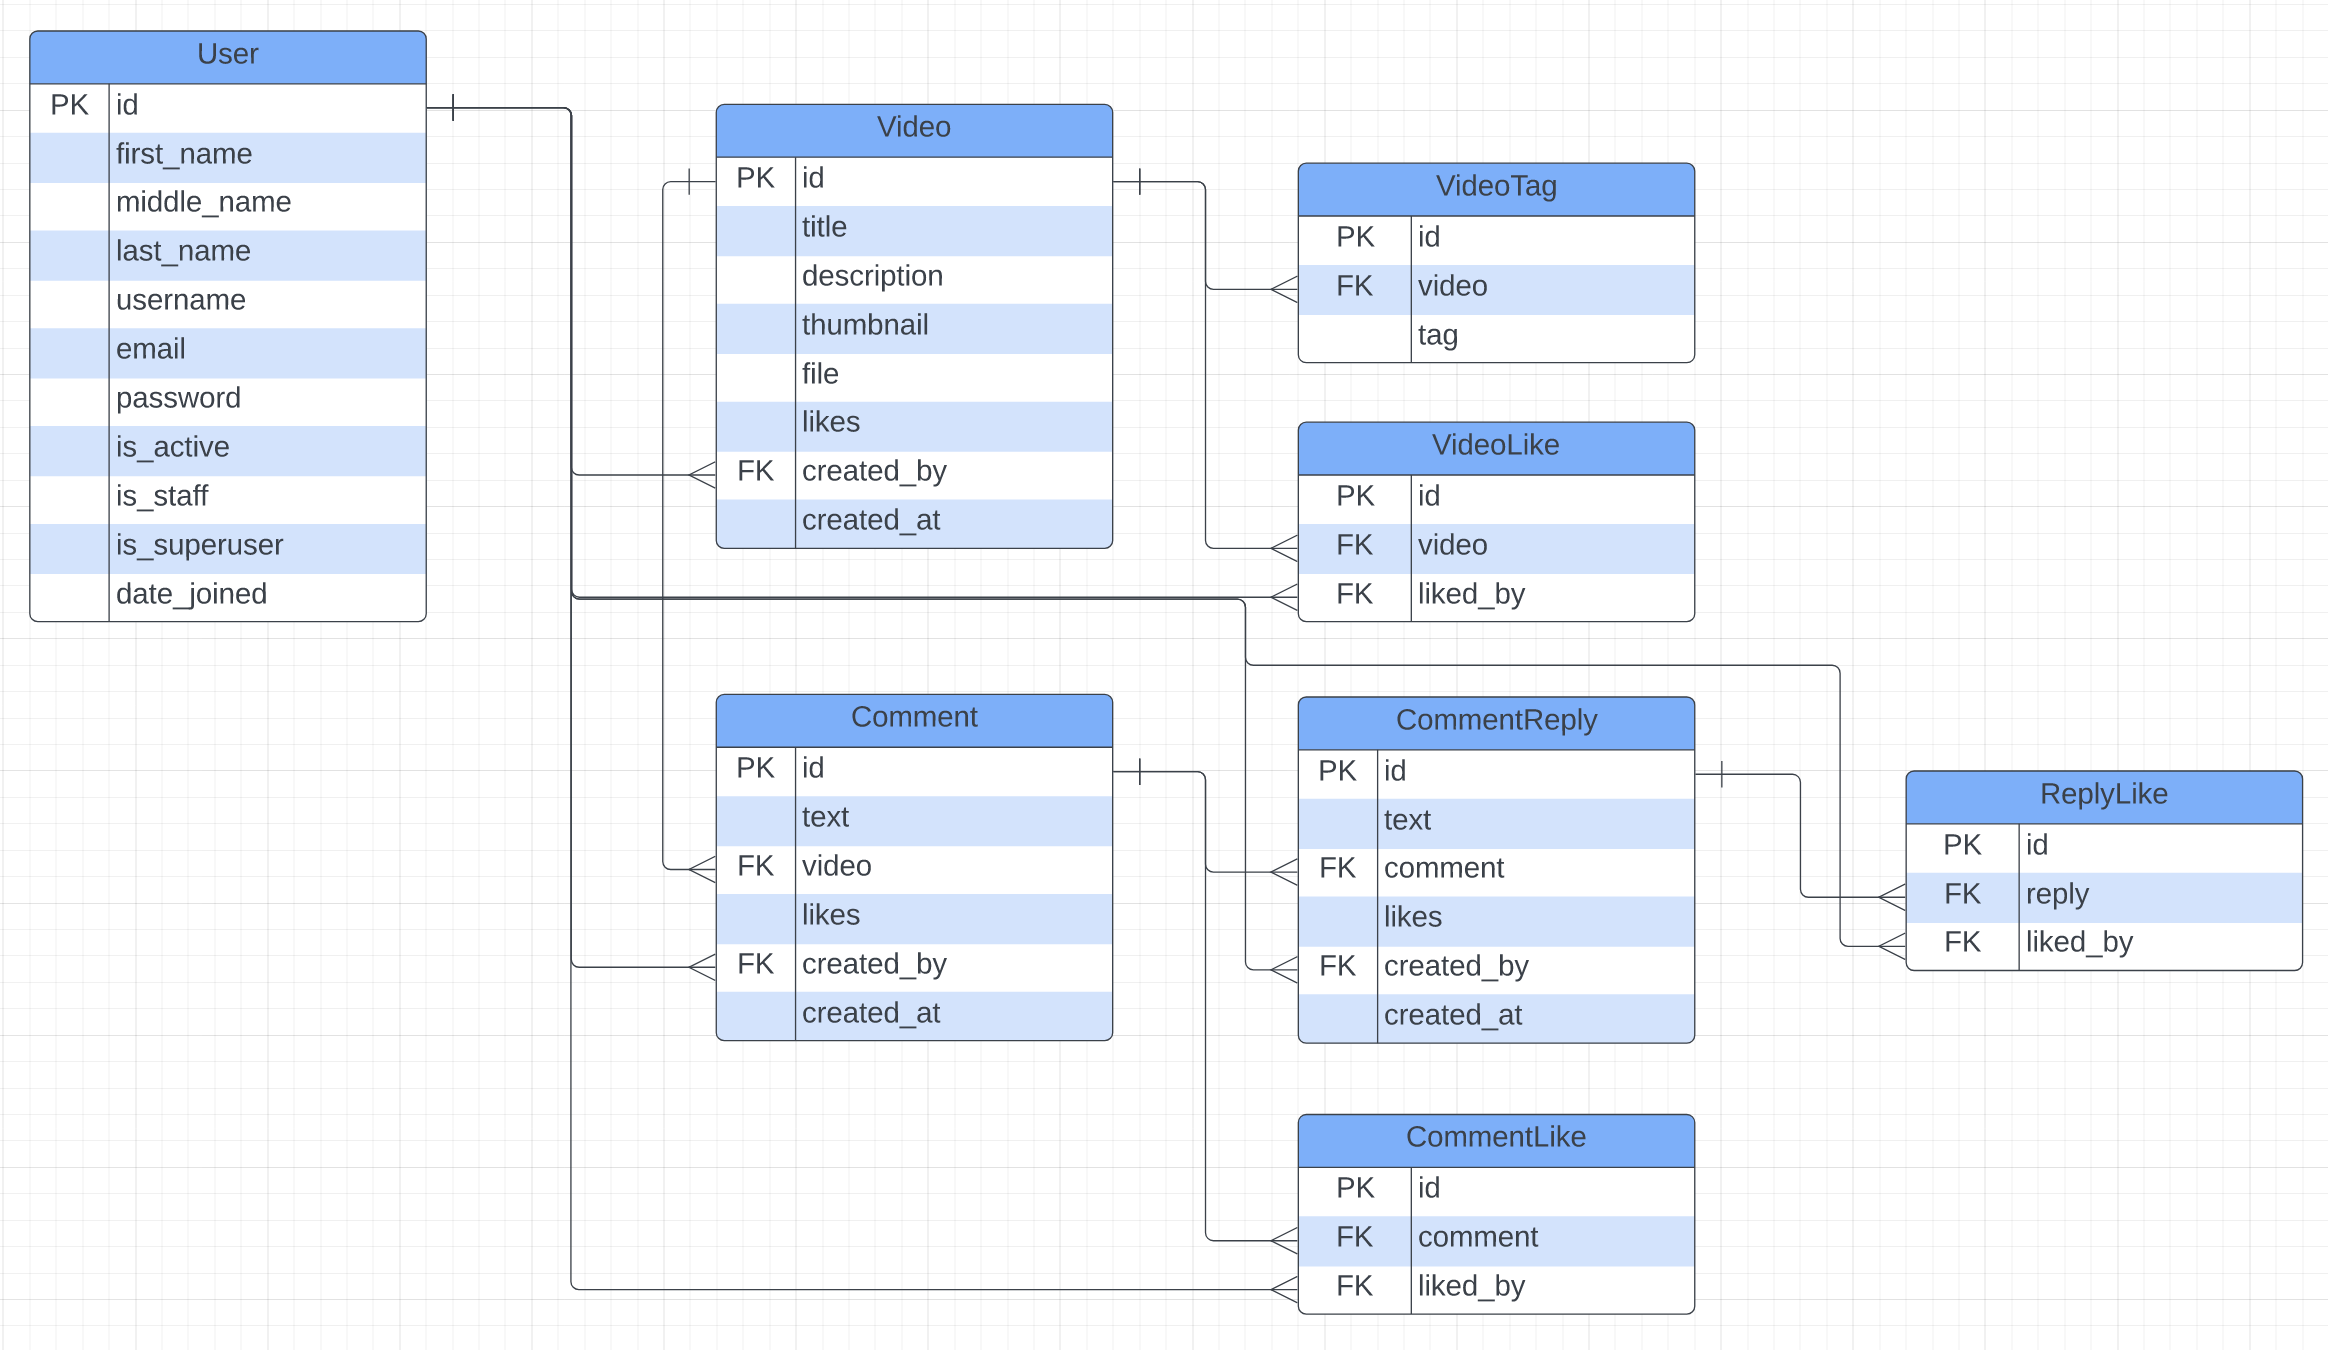 User
PK id
first_name
middle_name
last_name
username
email
password
is_active
is_staff
is_superuser
date_joined
Video
PK id
title
description
thumbnail
file
likes
FK created_by
created_at
VideoTag
PK id
FK video
tag
VideoLike
PK id
FK video
FK liked_by
Comment
PK id
text
FK video
likes
FK created_by
created_at
CommentReply
PK id
text
FK comment
likes
FK created_by
created_at
ReplyLike
PK id
FK reply
FK liked_by
CommentLike
PK id
FK comment
FK liked_by